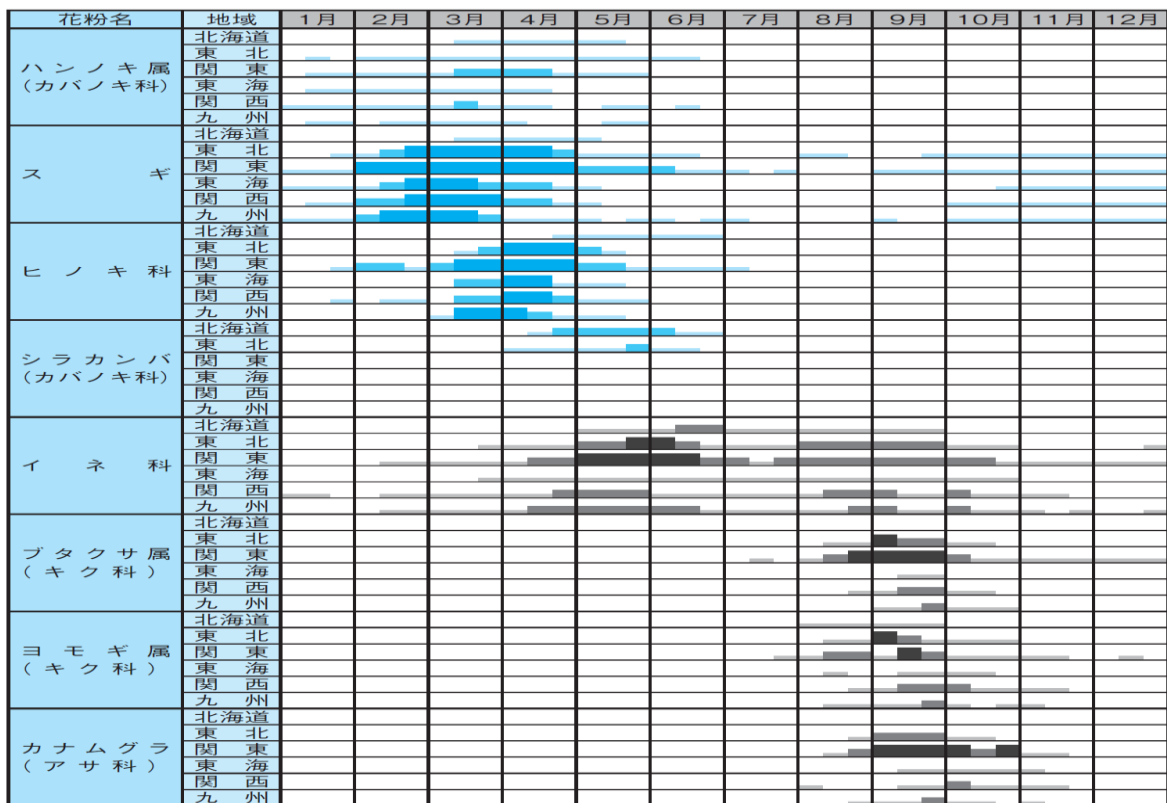 花粉名 地域 1月 2月 3月 4月 5月 6月 7月 8月 9月 10月 11月 12月
ハンノキ属
(カバノキ科)
北海道
東北
関東
東海
関西
九州
スギ
北海道
東北
関東
東海
関西
九州
ヒノキ科
北海道
東北
関東
東海
関西
九州
シラカンバ
(カバノキ科)
北海道
東北
関東
東海
関西
九州
イネ科
北海道
東北
関東
東海
関西
九州
ブタクサ属
(キク科)
北海道
東北
関東
東海
関西
九州
ヨモギ属
(キク科)
北海道
東北
関東
東海
関西
九州
カナムグラ
(アサ科)
北海道
東北
関東
東海
関西
九州